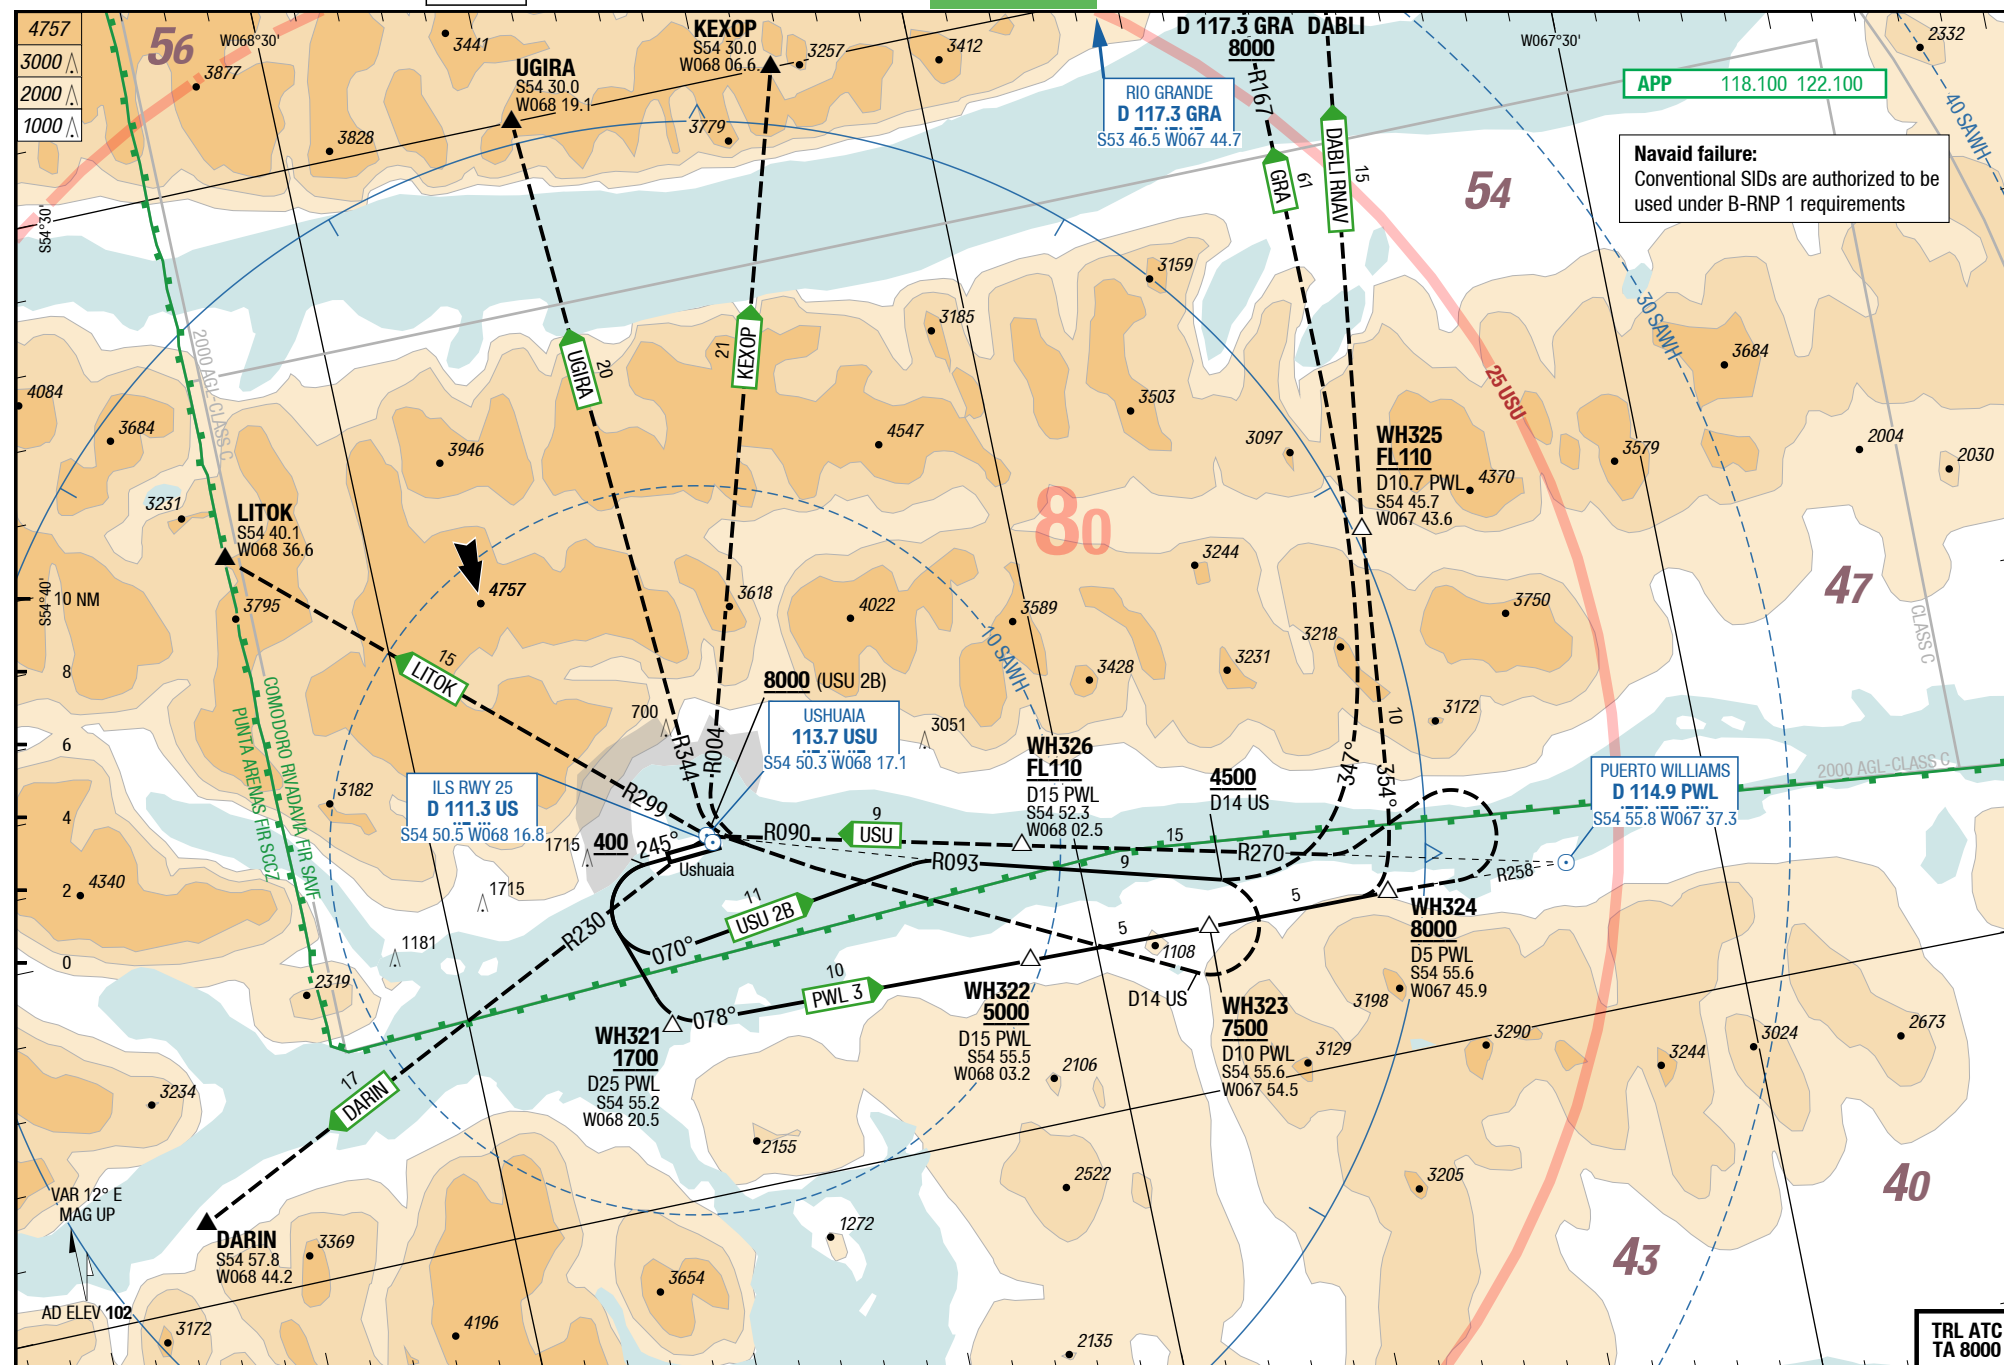 4757
3000
2000
1000
56
W068°30'
3877
3441
3828
UGIRA
S54 30.0
W068 19.1
KEXOP
S54 30.0
W068 06.6
3257
3412
3779
D 117.3 GRA
8000
DABLI
R167
RIO GRANDE
D 117.3 GRA
S53 46.5 W067 44.7
GRA
61
DABLI RNAV
15
W067°30'
APP 118.100 122.100
2332
40 SAWH
Navaid failure:
Conventional SIDs are authorized to be
used under B-RNP 1 requirements
54
S54°30'
3159
3185
30 SAWH
3684
25 USU
2000 AGL-CLASS C
UGIRA
20
21
KEXOP
4084
3684
3946
4547
3503
3097
WH325
FL110
D10.7 PWL
S54 45.7
W067 43.6
4370
3579
2004
2030
3231
LITOK
S54 40.1
W068 36.6
80
4757
3244
S54°40'
10 NM
3795
3618
4022
3589
10 SAWH
3750
47
CLASS C
3218
3231
3428
15
LITOK
8
COMODORO RIVADAVIA FIR SAVF
PUNTA ARENAS FIR SCCZ
700
R344
R004
8000 (USU 2B)
USHUAIA
113.7 USU
S54 50.3 W068 17.1
3051
10
3172
6
WH326
FL110
D15 PWL
S54 52.3
W068 02.5
4500
D14 US
347°
354°
PUERTO WILLIAMS
D 114.9 PWL
S54 55.8 W067 37.3
2000 AGL-CLASS C
ILS RWY 25
D 111.3 US
S54 50.5 W068 16.8
3182
R299
4
1715
400
245°
Ushuaia
R090
9
USU
15
R270
R093
9
R258
4340
2
1715
11
USU 2B
5
5
WH324
8000
D5 PWL
S54 55.6
W067 45.9
R230
070°
1181
0
1108
10
PWL 3
2319
078°
D14 US
WH322
5000
D15 PWL
S54 55.5
W068 03.2
WH323
7500
D10 PWL
S54 55.6
W067 54.5
3198
3290
3129
3244
3024
2673
WH321
1700
D25 PWL
S54 55.2
W068 20.5
2106
17
DARIN
3234
2155
2522
3205
40
VAR 12° E
MAG UP
DARIN
S54 57.8
W068 44.2
3369
1272
43
3654
AD ELEV 102
3172
4196
2135
TRL ATC
TA 8000